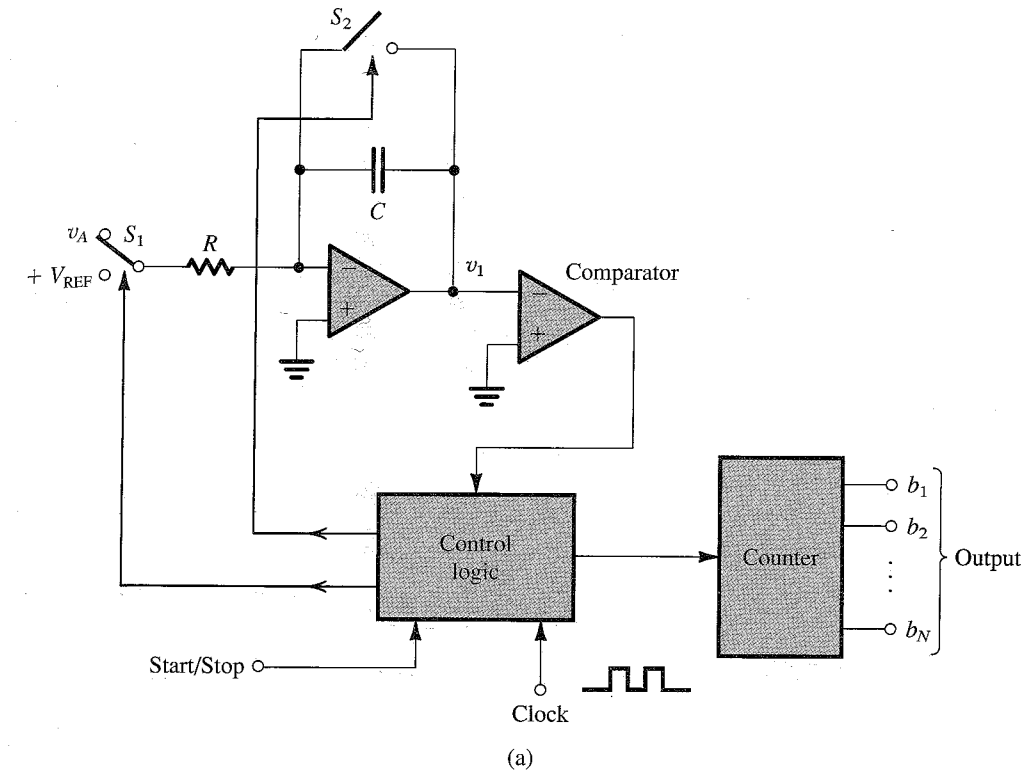 S2
C
vA
S1
R
+ VREF
−
+
v1
Comparator
−
+
Control
logic
Counter
b1
b2
bN
Output
Start/Stop
Clock
(a)